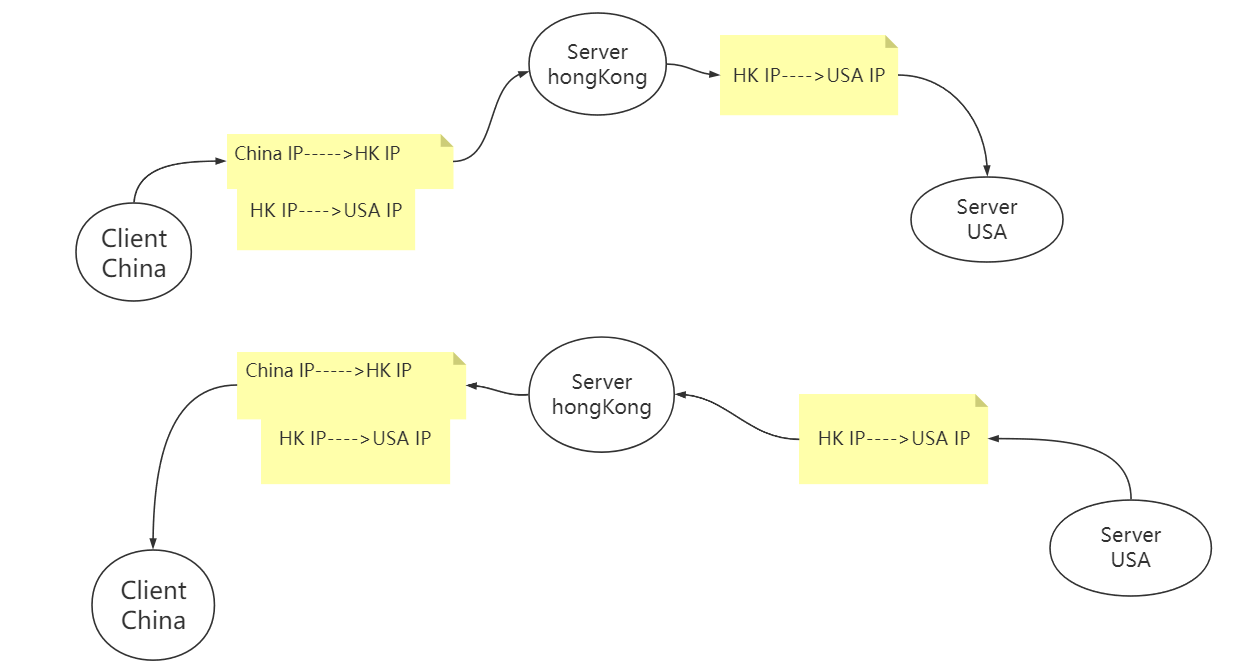 Server
hongKong
HK IP---->USA IP
China IP----->HK IP
HK IP---->USA IP
Client
China
Server
USA
China IP----->HK IP
HK IP---->USA IP
Server
hongKong
HK IP---->USA IP
Server
USA
Client
China